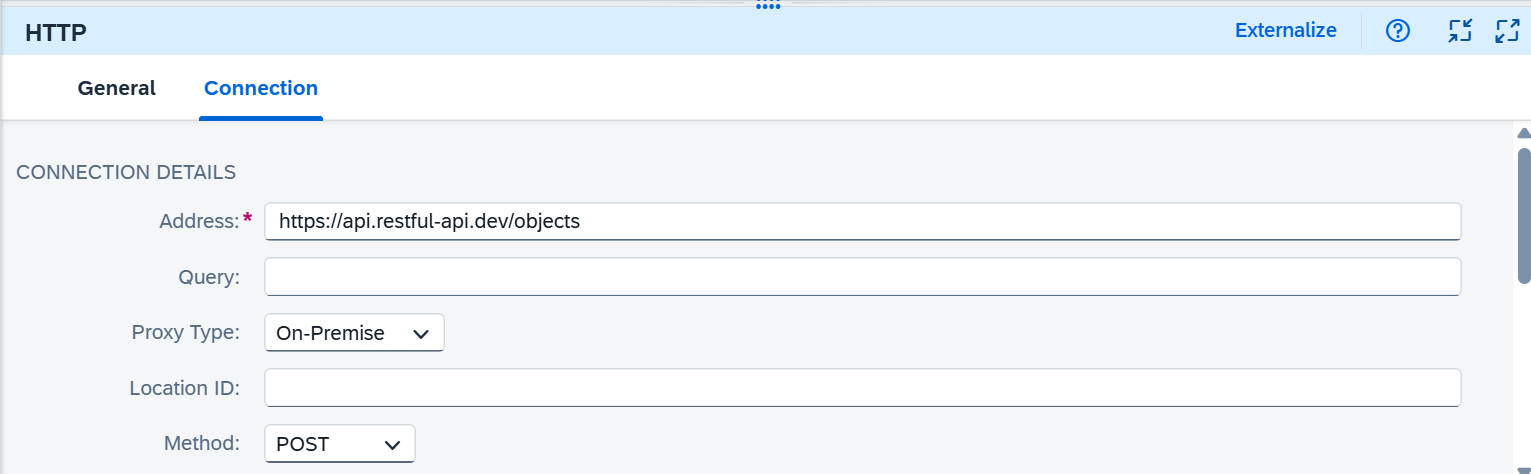 HTTP
Externalize
General
Connection
CONNECTION DETAILS
Address:* https://api.restful-api.dev/objects
Query:
Proxy Type: On-Premise
Location ID:
Method: POST